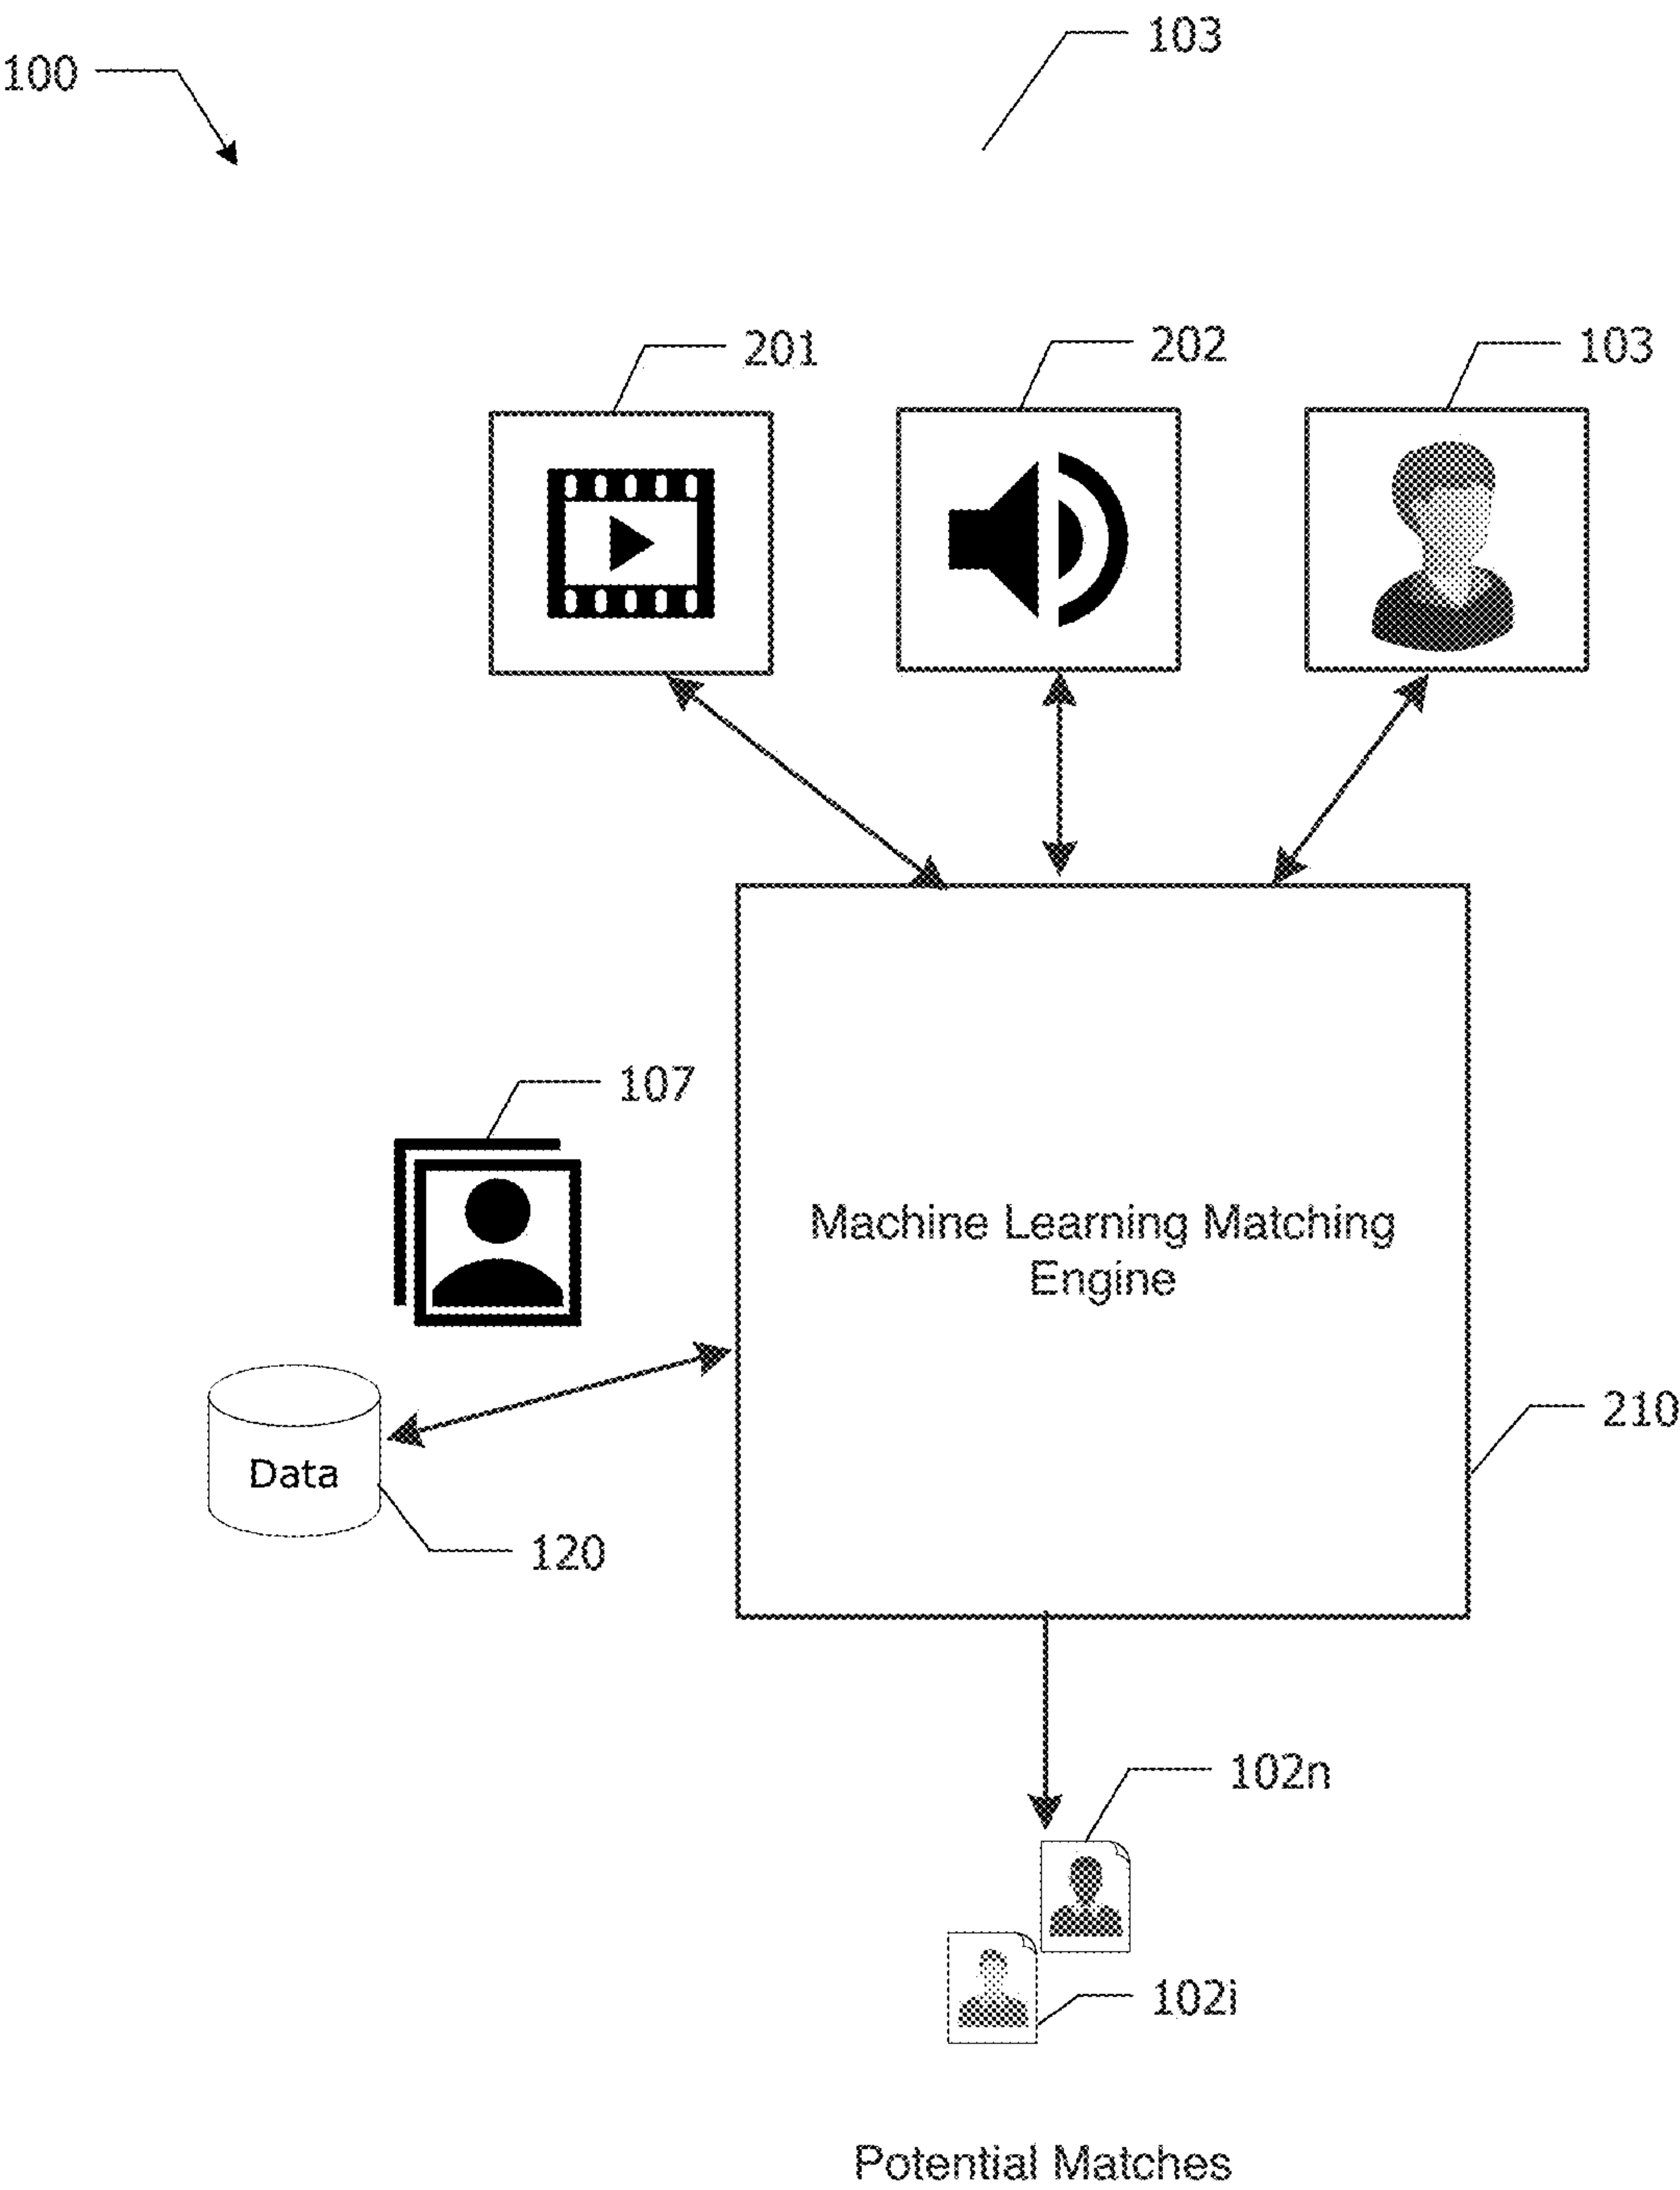 100
103
201
202
103
107
Machine Learning Matching
Engine
210
Data
120
102n
102i
Potential Matches